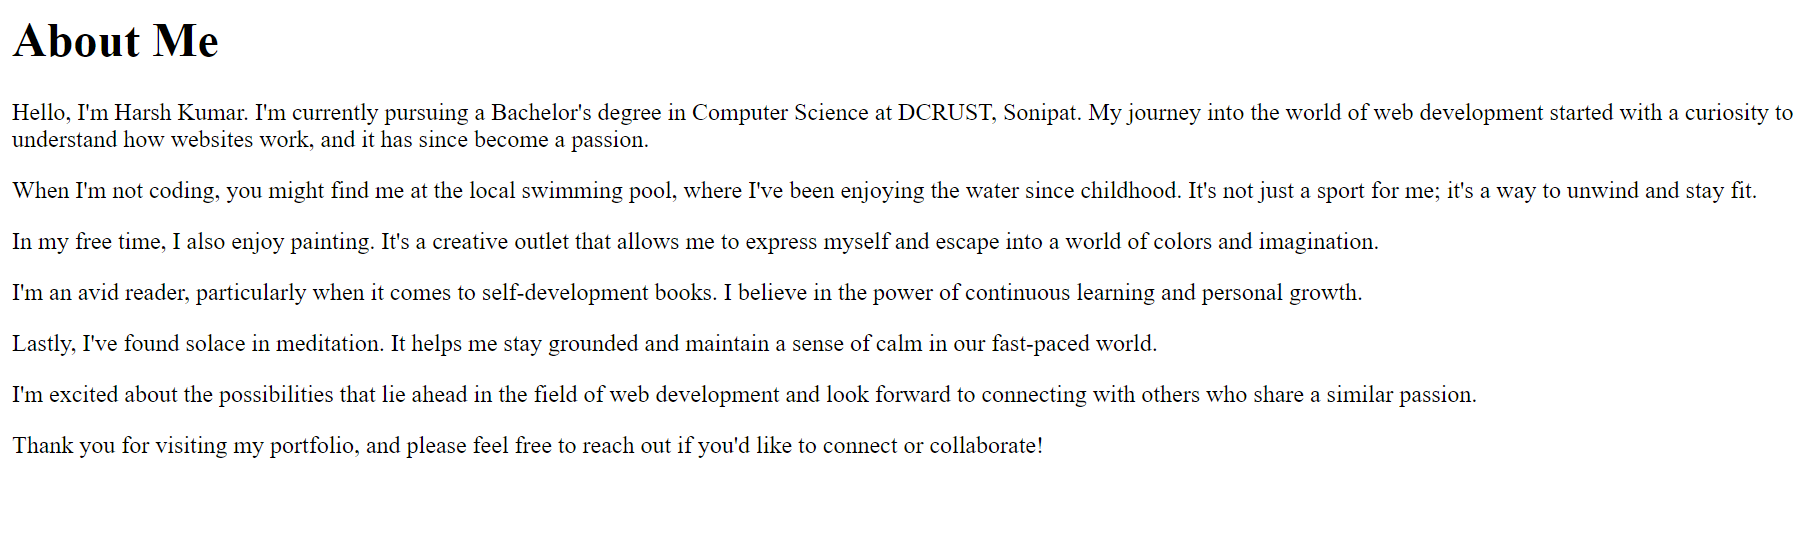 About Me
Hello, I'm Harsh Kumar. I'm currently pursuing a Bachelor's degree in Computer Science at DCRUST, Sonipat. My journey into the world of web development started with a curiosity to
understand how websites work, and it has since become a passion.
When I'm not coding, you might find me at the local swimming pool, where I've been enjoying the water since childhood. It's not just a sport for me; it's a way to unwind and stay fit.
In my free time, I also enjoy painting. It's a creative outlet that allows me to express myself and escape into a world of colors and imagination.
I'm an avid reader, particularly when it comes to self-development books. I believe in the power of continuous learning and personal growth.
Lastly, I've found solace in meditation. It helps me stay grounded and maintain a sense of calm in our fast-paced world.
I'm excited about the possibilities that lie ahead in the field of web development and look forward to connecting with others who share a similar passion.
Thank you for visiting my portfolio, and please feel free to reach out if you'd like to connect or collaborate!